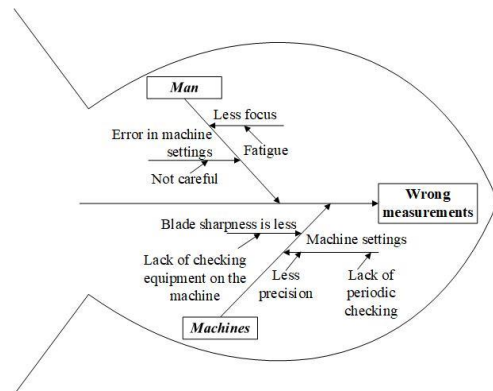 Man
Less focus
Error in machine
settings
Fatigue
Not careful
Wrong
measurements
Blade sharpness is less
Machine settings
Lack of checking
equipment on the
machine
Less
precision
Lack of
periodic
checking
Machines